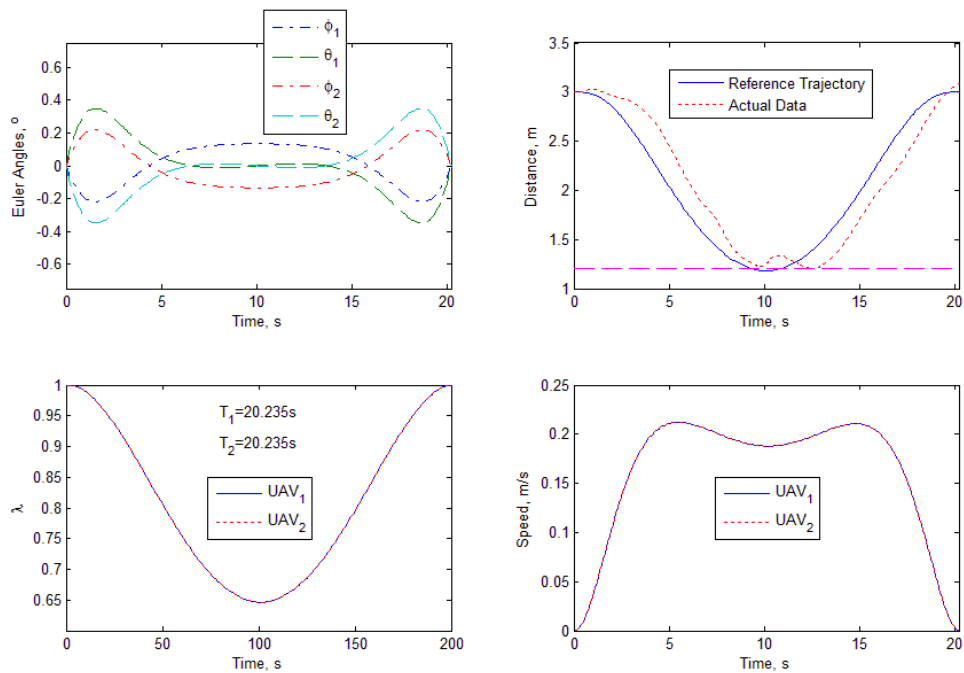 ϕ1
θ1
ϕ2
θ2
0.6
0.4
0.2
0
-0.2
-0.4
-0.6
Euler Angles, °
0 5 10 15 20
Time, s
3.5
3
2.5
2
1.5
1
Distance, m
Reference Trajectory
Actual Data
0 5 10 15 20
Time, s
1
0.95
0.9
0.85
0.8
0.75
0.7
0.65
λ
T1=20.235s
T2=20.235s
UAV1
UAV2
0 50 100 150 200
Time, s
0.25
0.2
0.15
0.1
0.05
0
Speed, m/s
UAV1
UAV2
0 5 10 15 20
Time, s